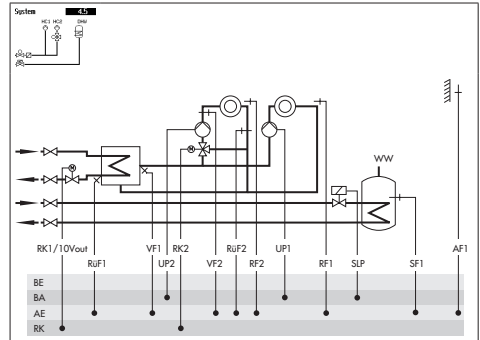 System 4.5
HC1 HC2 DHW
M
M
WW
RK1/10Vout VF1 RK2 RüF2 UP1 AF1
RüF1 UP2 VF2 RF2 RF1 SLP SF1
BE
BA
AE
RK